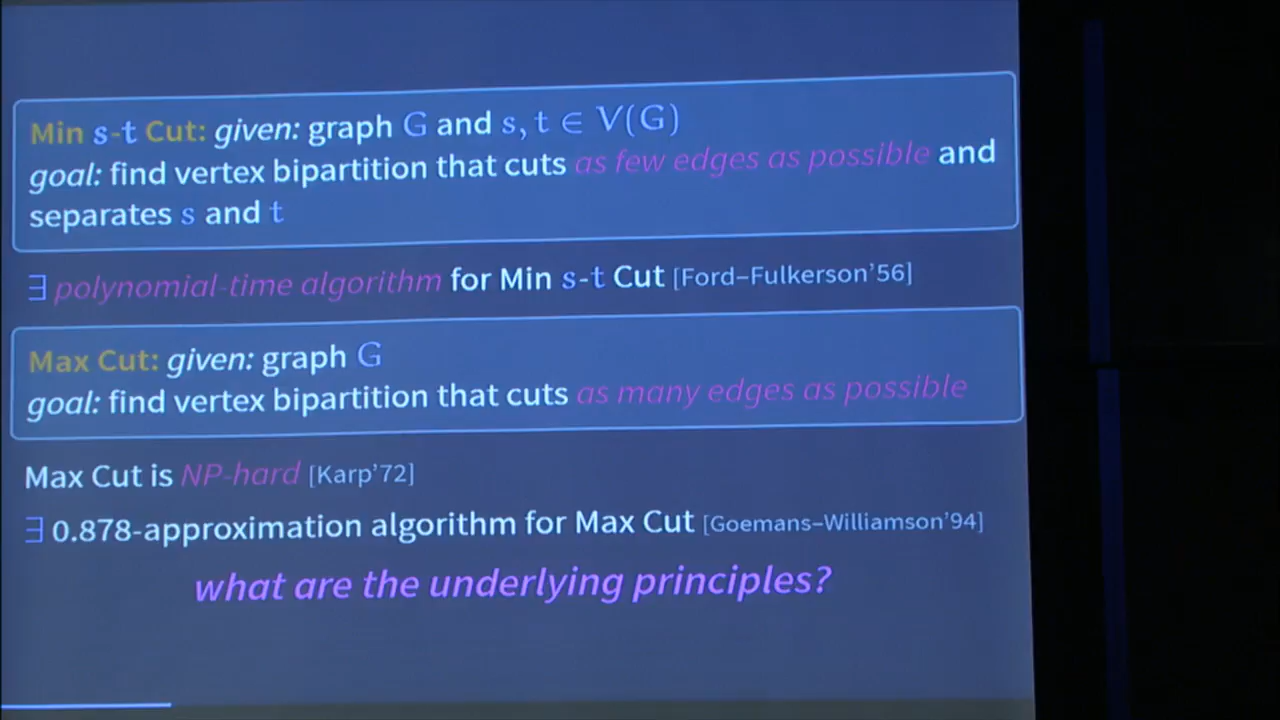 Min s-t Cut: given: graph G and s, t ∈ V(G)
goal: find vertex bipartition that cuts as few edges as possible and
separates s and t
∃ polynomial-time algorithm for Min s-t Cut [Ford–Fulkerson'56]
Max Cut: given: graph G
goal: find vertex bipartition that cuts as many edges as possible
Max Cut is NP-hard [Karp'72]
∃ 0.878-approximation algorithm for Max Cut [Goemans–Williamson'94]
what are the underlying principles?